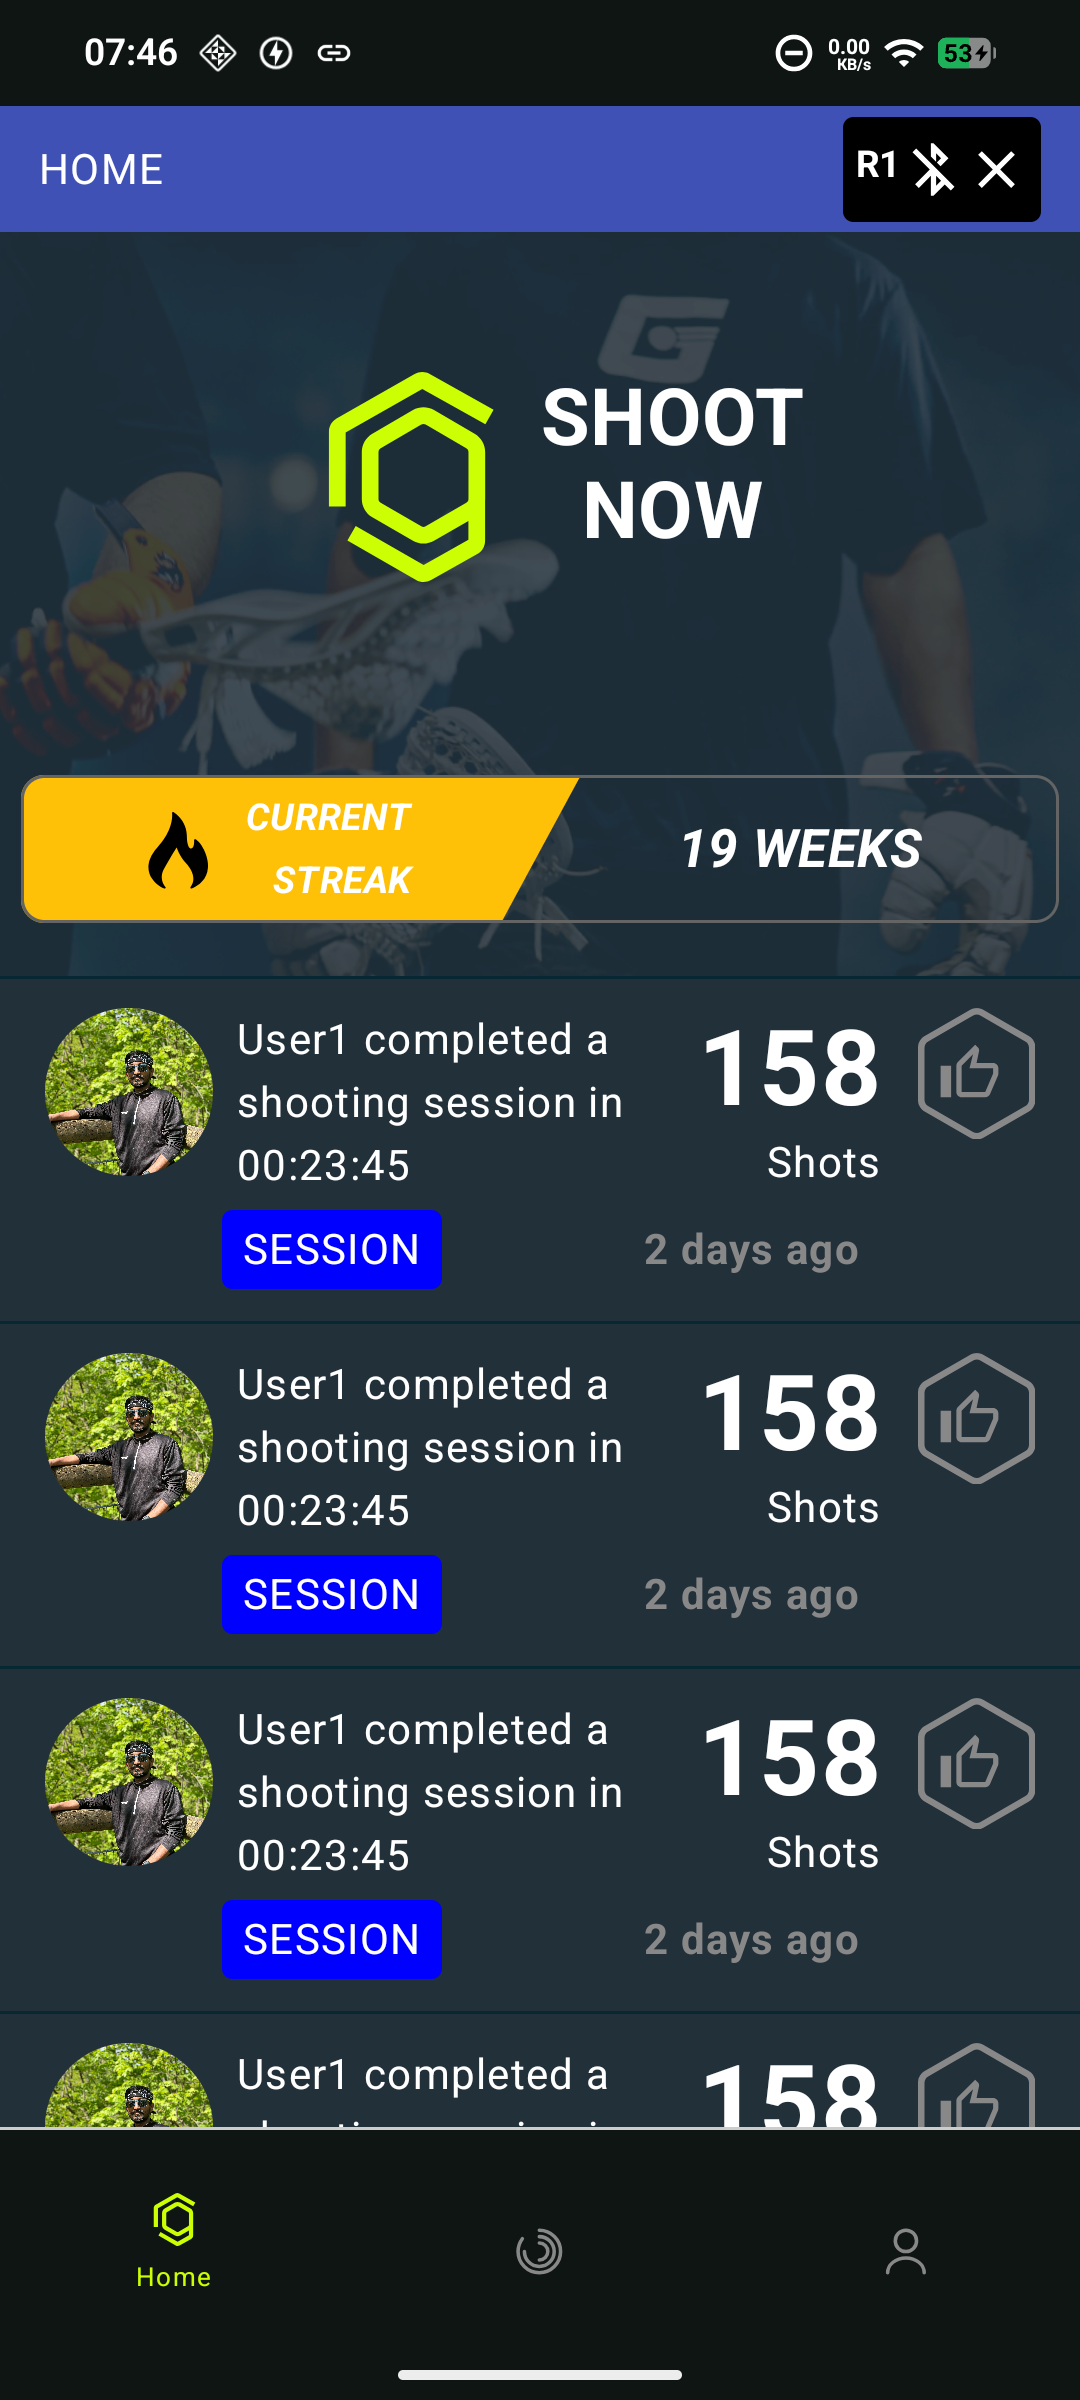 07:46
0.00
KB/s
53
HOME
R1
SHOOT
NOW
CURRENT
STREAK
19 WEEKS
User1 completed a
shooting session in
00:23:45
158
Shots
SESSION
2 days ago
User1 completed a
shooting session in
00:23:45
158
Shots
SESSION
2 days ago
User1 completed a
shooting session in
00:23:45
158
Shots
SESSION
2 days ago
User1 completed a
158
Home